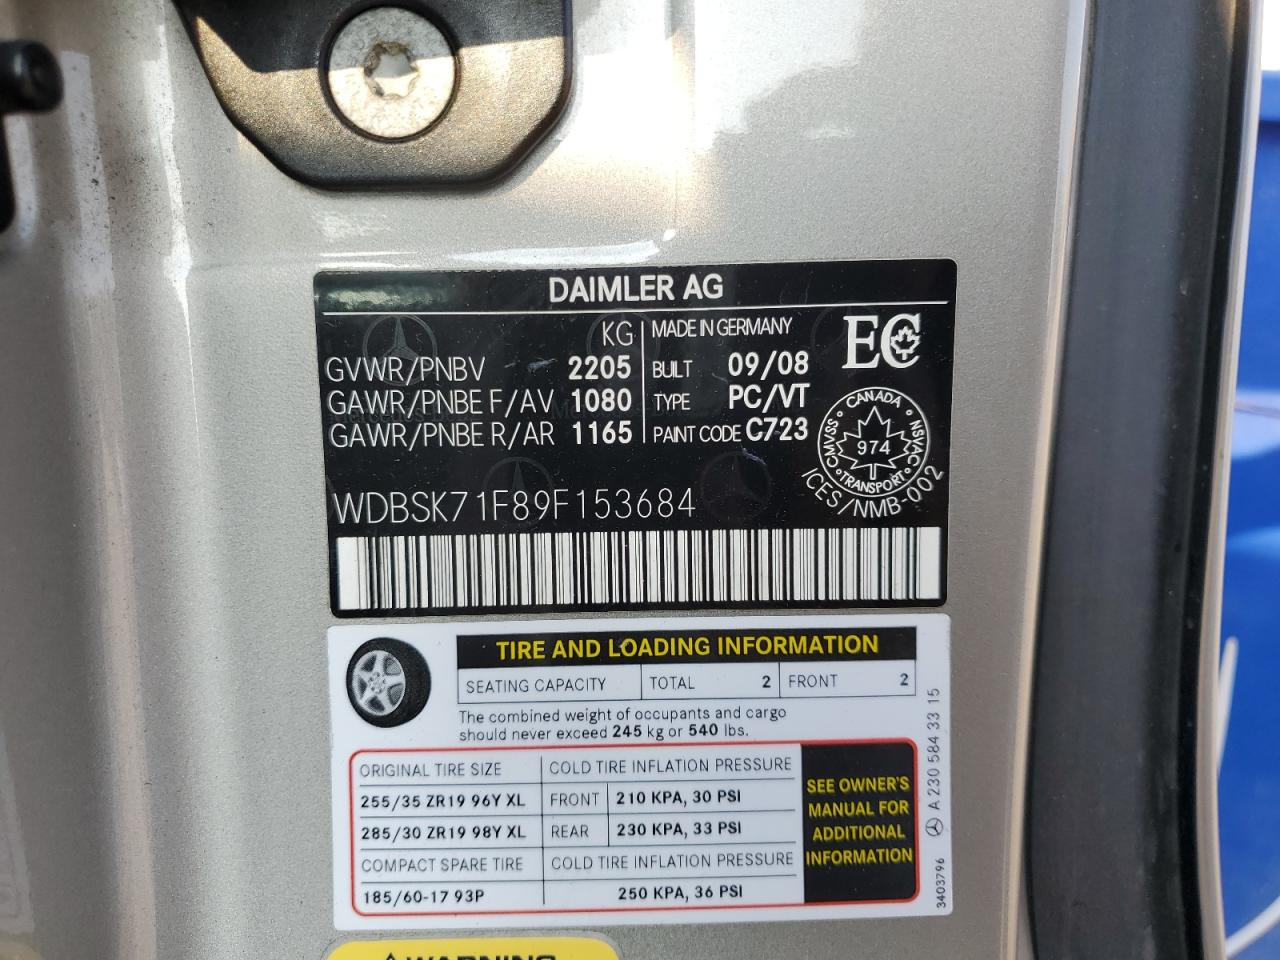 DAIMLER AG
KG
GVWR/PNBV 2205
GAWR/PNBE F/AV 1080
GAWR/PNBE R/AR 1165
MADE IN GERMANY
BUILT 09/08
TYPE PC/VT
PAINT CODE C723
EC
CANADA
CMVSS 974 NSVAC
TRANSPORT
ICES/NMB-002
WDBSK71F89F153684
TIRE AND LOADING INFORMATION
SEATING CAPACITY TOTAL 2 FRONT 2
The combined weight of occupants and cargo
should never exceed 245 kg or 540 lbs.
ORIGINAL TIRE SIZE COLD TIRE INFLATION PRESSURE
255/35 ZR19 96Y XL FRONT 210 KPA, 30 PSI
285/30 ZR19 98Y XL REAR 230 KPA, 33 PSI
COMPACT SPARE TIRE COLD TIRE INFLATION PRESSURE
185/60-17 93P 250 KPA, 36 PSI
SEE OWNER'S
MANUAL FOR
ADDITIONAL
INFORMATION
A 230 584 33 15
3403796
WARNING